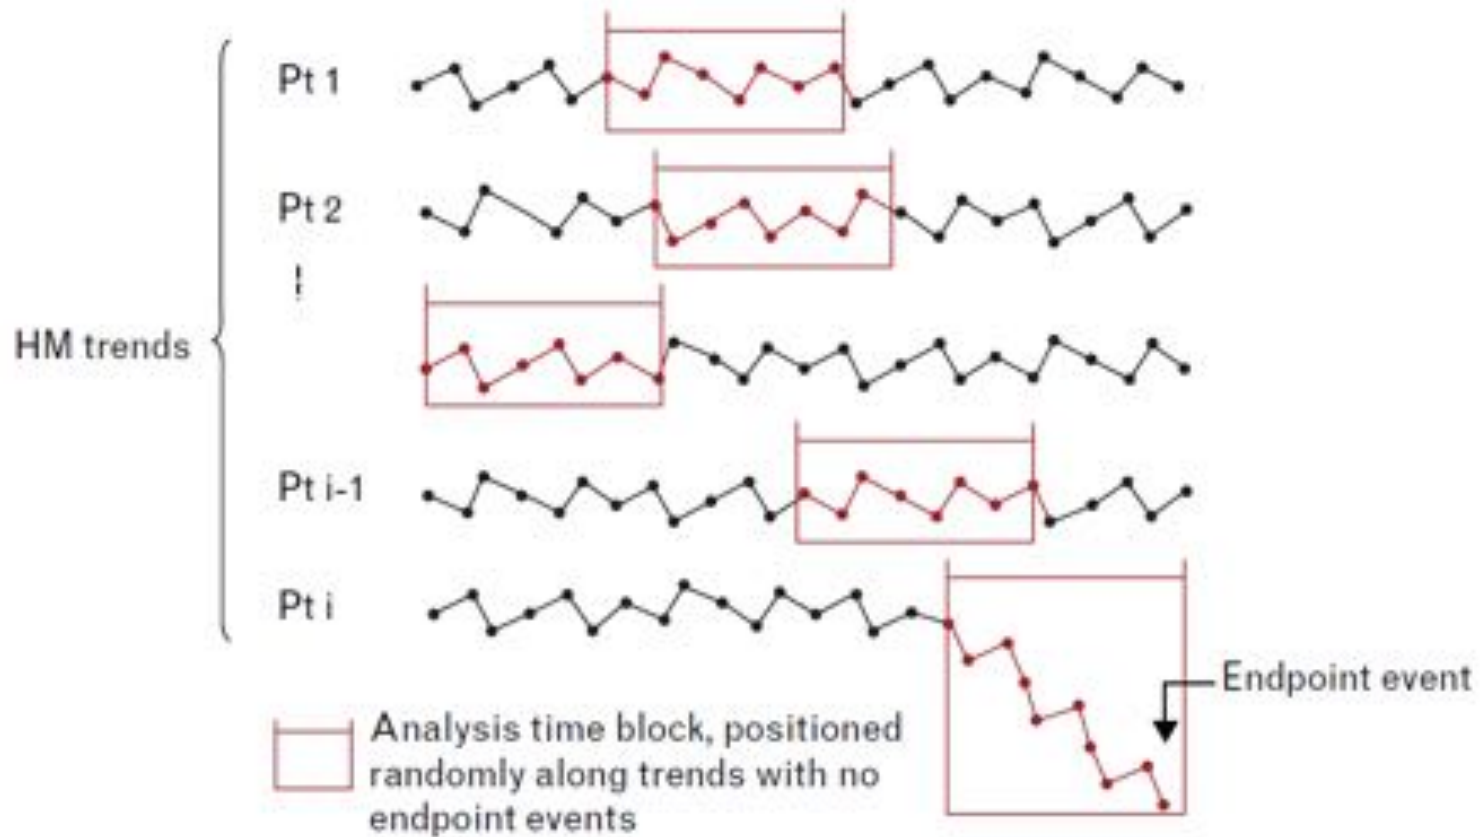 Pt 1
Pt 2
HM trends
Pt i-1
Pt i
Endpoint event
Analysis time block, positioned
randomly along trends with no
endpoint events